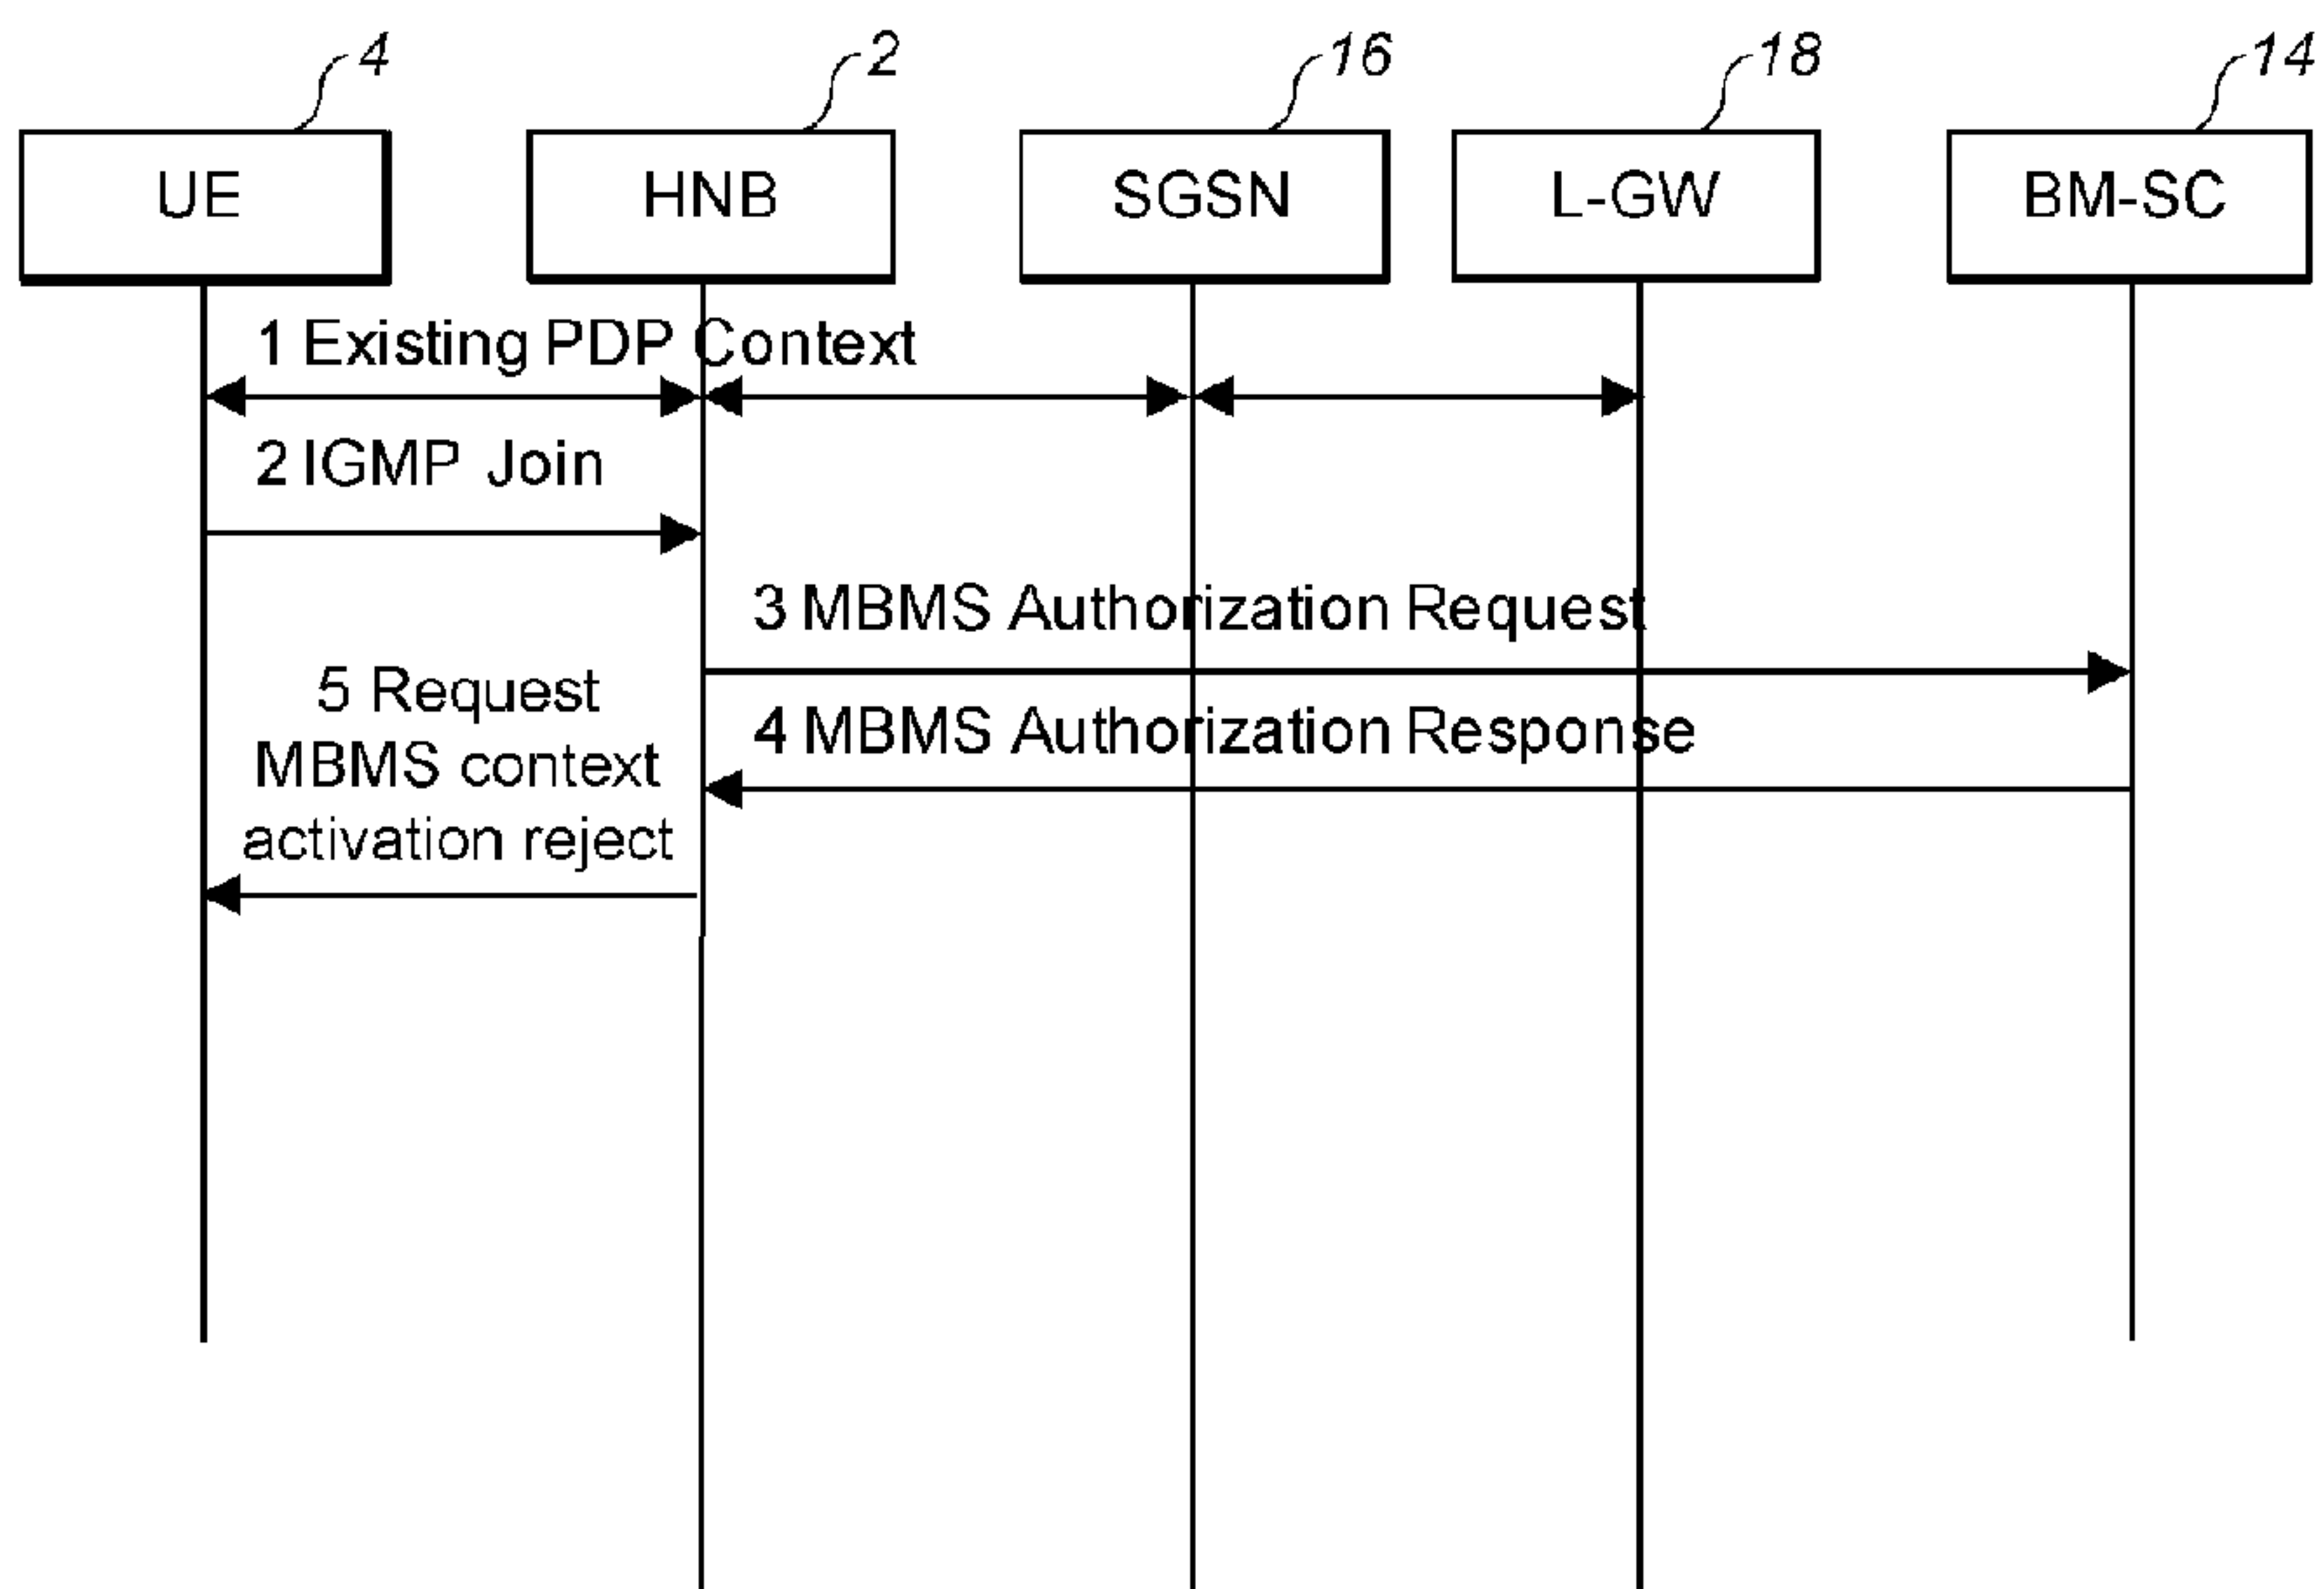 4
2
16
18
14
UE
HNB
SGSN
L-GW
BM-SC
1 Existing PDP Context
2 IGMP Join
3 MBMS Authorization Request
5 Request
MBMS context
activation reject
4 MBMS Authorization Response